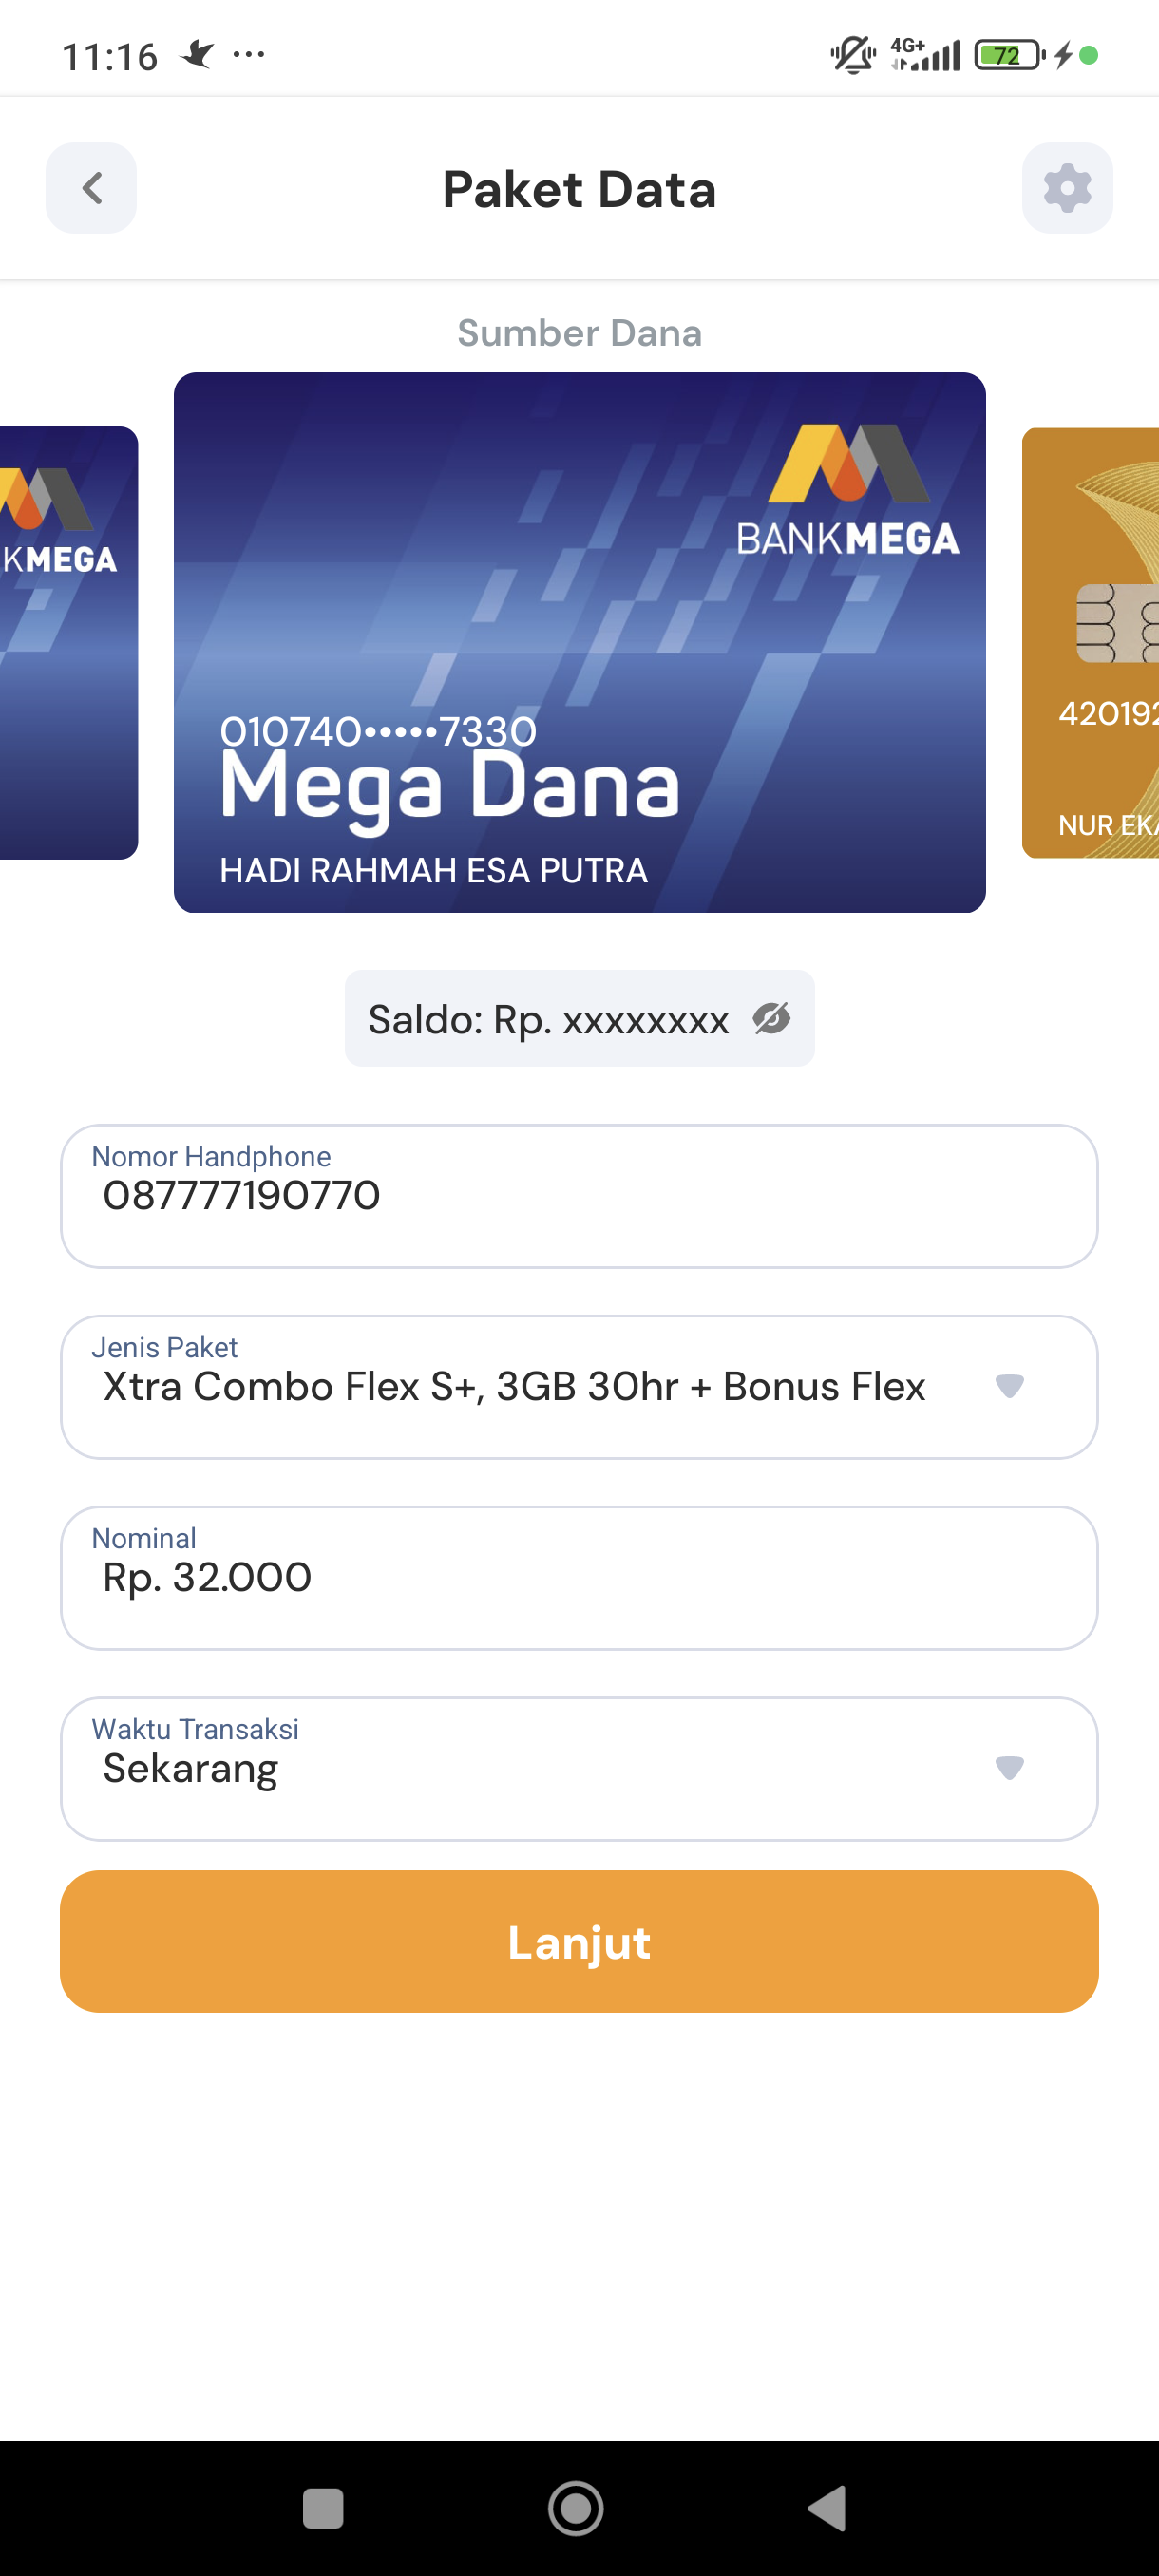 11:16
4G+
72
Paket Data
Sumber Dana
KMEGA
BANKMEGA
010740•••••7330
Mega Dana
HADI RAHMAH ESA PUTRA
420192
NUR EKA
Saldo: Rp. xxxxxxxx
Nomor Handphone
087777190770
Jenis Paket
Xtra Combo Flex S+, 3GB 30hr + Bonus Flex
Nominal
Rp. 32.000
Waktu Transaksi
Sekarang
Lanjut